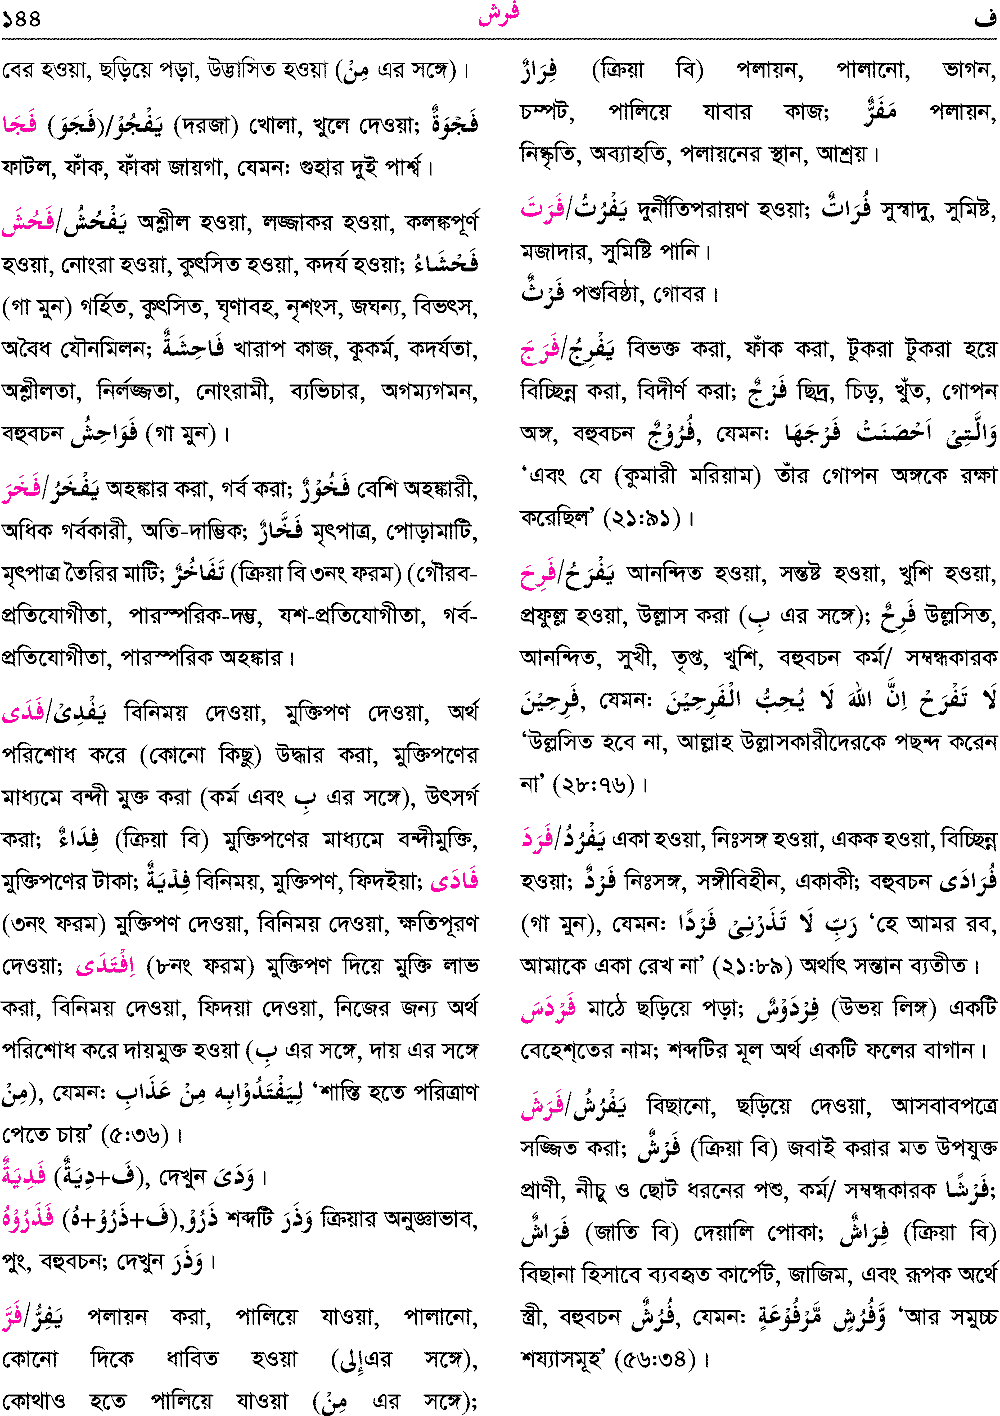 ১৪৪ فرش ف
বের হওয়া, ছড়িয়ে পড়া, উদ্ভাসিত হওয়া (مِنْ এর সঙ্গে)।
فَجَا (فَجَوَ)/يَفْجُوْ (দরজা) খোলা, খুলে দেওয়া; فَجْوَةٌ
ফাটল, ফাঁক, ফাঁকা জায়গা, যেমন: গুহার দুই পার্শ্ব।
فَحُشَ/يَفْحُشُ অশ্লীল হওয়া, লজ্জাকর হওয়া, কলঙ্কপূর্ণ
হওয়া, নোংরা হওয়া, কুৎসিত হওয়া, কদর্য হওয়া; فَحْشَاءُ
(গা মুন) গর্হিত, কুৎসিত, ঘৃণাবহ, নৃশংস, জঘন্য, বিভৎস,
অবৈধ যৌনমিলন; فَاحِشَةٌ খারাপ কাজ, কূকর্ম, কদর্যতা,
অশ্লীলতা, নির্লজ্জতা, নোংরামী, ব্যভিচার, অগম্যগমন,
বহুবচন فَوَاحِشُ (গা মুন)।
فَخَرَ/يَفْخَرُ অহঙ্কার করা, গর্ব করা; فَخُوْرٌ বেশি অহঙ্কারী,
অধিক গর্বকারী, অতি-দাম্ভিক; فَخَّارٌ মৃৎপাত্র, পোড়ামাটি,
মৃৎপাত্র তৈরির মাটি; تَفَاخُرٌ (ক্রিয়া বি ৩নং ফরম) (গৌরব-
প্রতিযোগীতা, পারস্পরিক-দম্ভ, যশ-প্রতিযোগীতা, গর্ব-
প্রতিযোগীতা, পারস্পরিক অহঙ্কার।
فَدَى/يَفْدِىْ বিনিময় দেওয়া, মুক্তিপণ দেওয়া, অর্থ
পরিশোধ করে (কোনো কিছু) উদ্ধার করা, মুক্তিপণের
মাধ্যমে বন্দী মুক্ত করা (কর্ম এবং بِ এর সঙ্গে), উৎসর্গ
করা; فِدَاءٌ (ক্রিয়া বি) মুক্তিপণের মাধ্যমে বন্দীমুক্তি,
মুক্তিপণের টাকা; فِدْيَةٌ বিনিময়, মুক্তিপণ, ফিদইয়া; فَادَى
(৩নং ফরম) মুক্তিপণ দেওয়া, বিনিময় দেওয়া, ক্ষতিপূরণ
দেওয়া; اِفْتَدَى (৮নং ফরম) মুক্তিপণ দিয়ে মুক্তি লাভ
করা, বিনিময় দেওয়া, ফিদয়া দেওয়া, নিজের জন্য অর্থ
পরিশোধ করে দায়মুক্ত হওয়া (بِ এর সঙ্গে, দায় এর সঙ্গে
مِنْ), যেমন: لِيَفْتَدُوْابِه مِنْ عَذَابِ ‘শাস্তি হতে পরিত্রাণ
পেতে চায়’ (৫:৩৬)।
فَدِيَةٌ (فَ+دِيَةٌ), দেখুন وَدَىَ।
فَذَرُوْهُ (فَ+ذَرُوْ+هُ), ذَرُوْ শব্দটি وَذَرَ ক্রিয়ার অনুজ্ঞাভাব,
পুং, বহুবচন; দেখুন وَذَرَ।
فَرَّ/يَفِرُّ পলায়ন করা, পালিয়ে যাওয়া, পালানো,
কোনো দিকে ধাবিত হওয়া (إِلَى এর সঙ্গে),
কোথাও হতে পালিয়ে যাওয়া (مِنْ এর সঙ্গে);
فِرَارٌ (ক্রিয়া বি) পলায়ন, পালানো, ভাগন,
চম্পট, পালিয়ে যাবার কাজ; مَفَرٌّ পলায়ন,
নিষ্কৃতি, অব্যাহতি, পলায়নের স্থান, আশ্রয়।
فَرَتَ/يَفْرُتُ দুর্নীতিপরায়ণ হওয়া; فُرَاتٌ সুস্বাদু, সুমিষ্ট,
মজাদার, সুমিষ্টি পানি।
فَرْثٌ পশুবিষ্ঠা, গোবর।
فَرَجَ/يَفْرِجُ বিভক্ত করা, ফাঁক করা, টুকরা টুকরা হয়ে
বিচ্ছিন্ন করা, বিদীর্ণ করা; فَرْجٌ ছিদ্র, চিড়, খুঁত, গোপন
অঙ্গ, বহুবচন فُرُوْجٌ, যেমন: وَالَّتِىْ اَحْصَنَتْ فَرْجَهَا
‘এবং যে (কুমারী মরিয়াম) তাঁর গোপন অঙ্গকে রক্ষা
করেছিল’ (২১:৯১)।
فَرِحَ/يَفْرَحُ আনন্দিত হওয়া, সন্তষ্ট হওয়া, খুশি হওয়া,
প্রফুল্ল হওয়া, উল্লাস করা (بِ এর সঙ্গে); فَرِحٌ উল্লসিত,
আনন্দিত, সুখী, তৃপ্ত, খুশি, বহুবচন কর্ম/ সম্বন্ধকারক
فَرِحِيْنَ, যেমন: لَا تَفْرَحْ اِنَّ اللهَ لَا يُحِبُّ الْفَرِحِيْنَ
‘উল্লসিত হবে না, আল্লাহ উল্লাসকারীদেরকে পছন্দ করেন
না’ (২৮:৭৬)।
فَرَدَ/يَفْرُدُ একা হওয়া, নিঃসঙ্গ হওয়া, একক হওয়া, বিচ্ছিন্ন
হওয়া; فَرْدٌ নিঃসঙ্গ, সঙ্গীবিহীন, একাকী; বহুবচন فُرَادَى
(গা মুন), যেমন: رَبِّ لَا تَذَرْنِىْ فَرْدًا ‘হে আমর রব,
আমাকে একা রেখ না’ (২১:৮৯) অর্থাৎ সন্তান ব্যতীত।
فَرْدَسَ মাঠে ছড়িয়ে পড়া; فِرْدَوْسٌ (উভয় লিঙ্গ) একটি
বেহেশ্তের নাম; শব্দটির মূল অর্থ একটি ফলের বাগান।
فَرَشَ/يَفْرُشُ বিছানো, ছড়িয়ে দেওয়া, আসবাবপত্রে
সজ্জিত করা; فَرْشٌ (ক্রিয়া বি) জবাই করার মত উপযুক্ত
প্রাণী, নীচু ও ছোট ধরনের পশু, কর্ম/ সম্বন্ধকারক فَرْشًا;
فَرَاشٌ (জাতি বি) দেয়ালি পোকা; فِرَاشٌ (ক্রিয়া বি)
বিছানা হিসাবে ব্যবহৃত কার্পেট, জাজিম, এবং রূপক অর্থে
স্ত্রী, বহুবচন فُرُشٌ, যেমন: وَّفُرُشٍ مَّرْفُوْعَةٍ ‘আর সমুচ্চ
শয্যাসমূহ’ (৫৬:৩৪)।